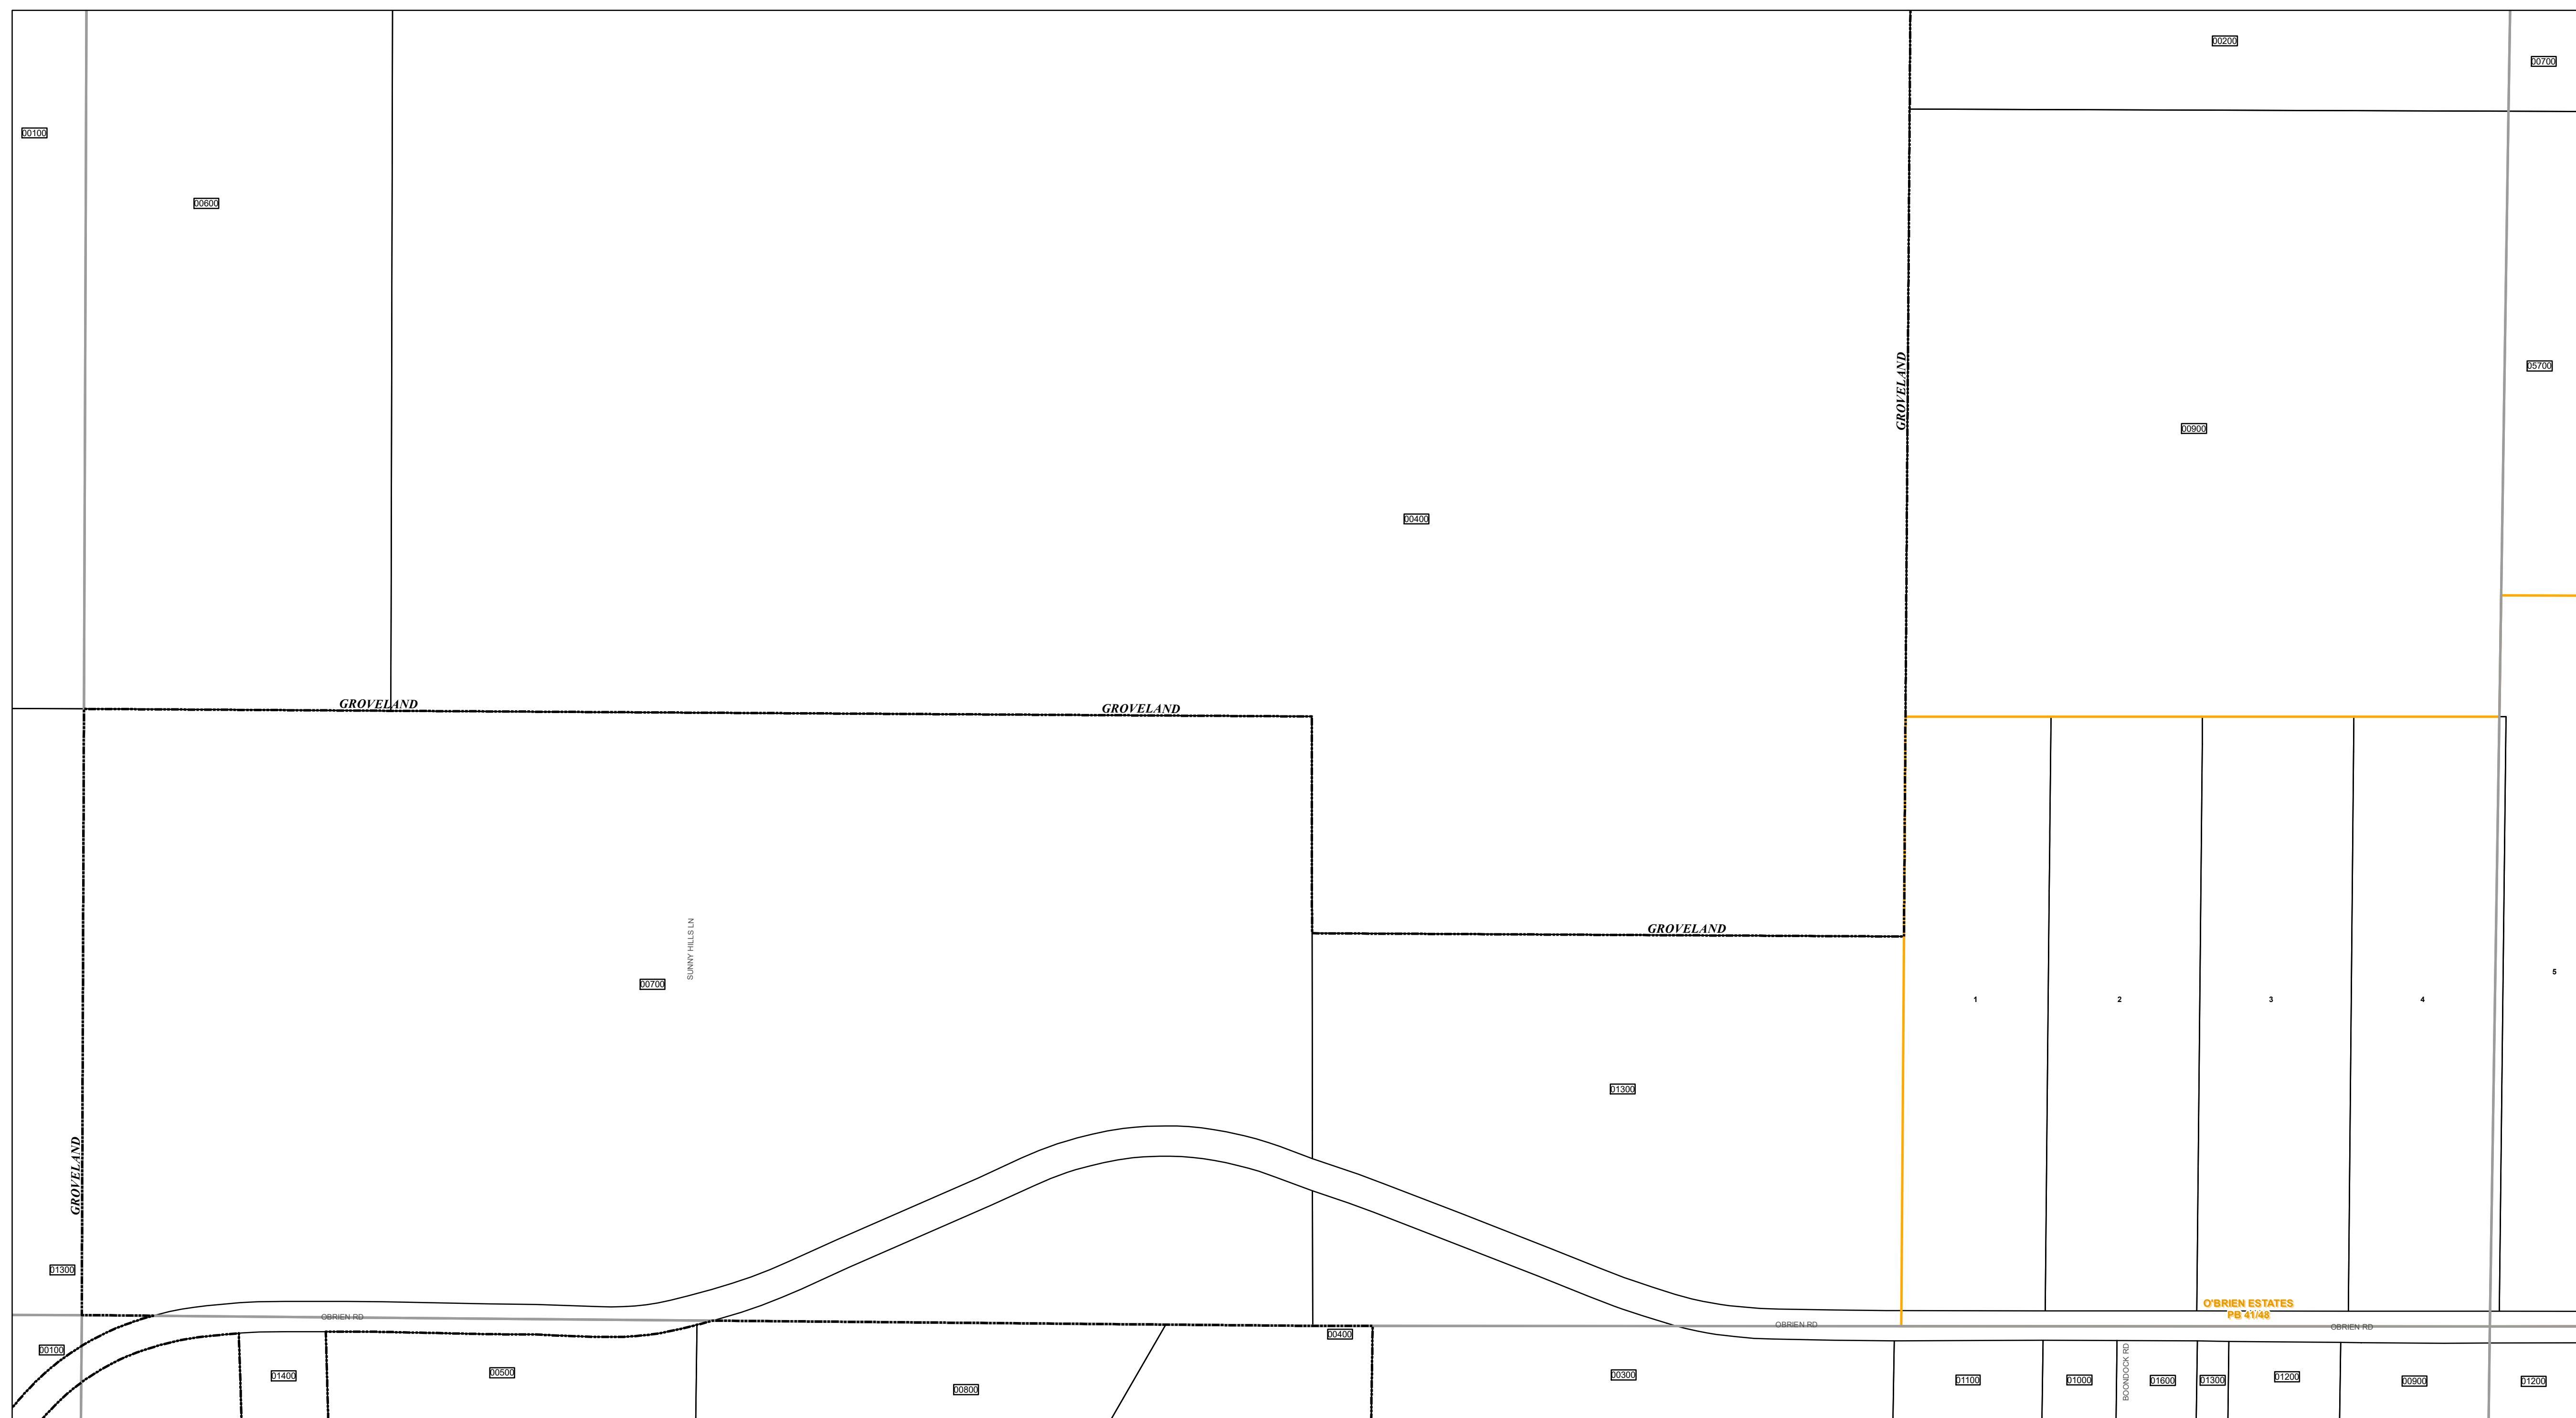 00200
00700
00100
00600
GROVELAND
05700
00900
00400
GROVELAND
GROVELAND
GROVELAND
SUNNY HILLS LN
00700
5
1
2
3
4
01300
GROVELAND
01300
O'BRIEN ESTATES
PB 41/48
OBRIEN RD
OBRIEN RD
OBRIEN RD
00400
00100
01400
00500
00800
00300
01100
01000
BOONDOCK RD
01600
01300
01200
00900
01200